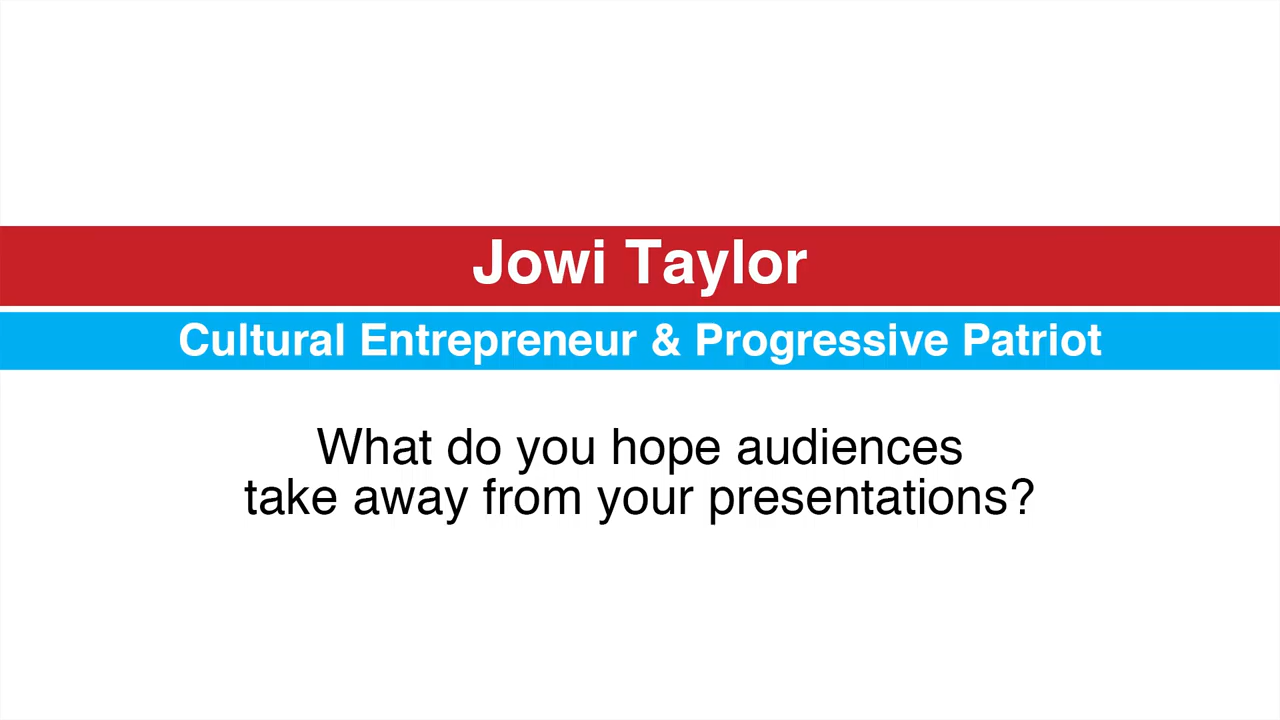 Jowi Taylor
Cultural Entrepreneur & Progressive Patriot
What do you hope audiences
take away from your presentations?